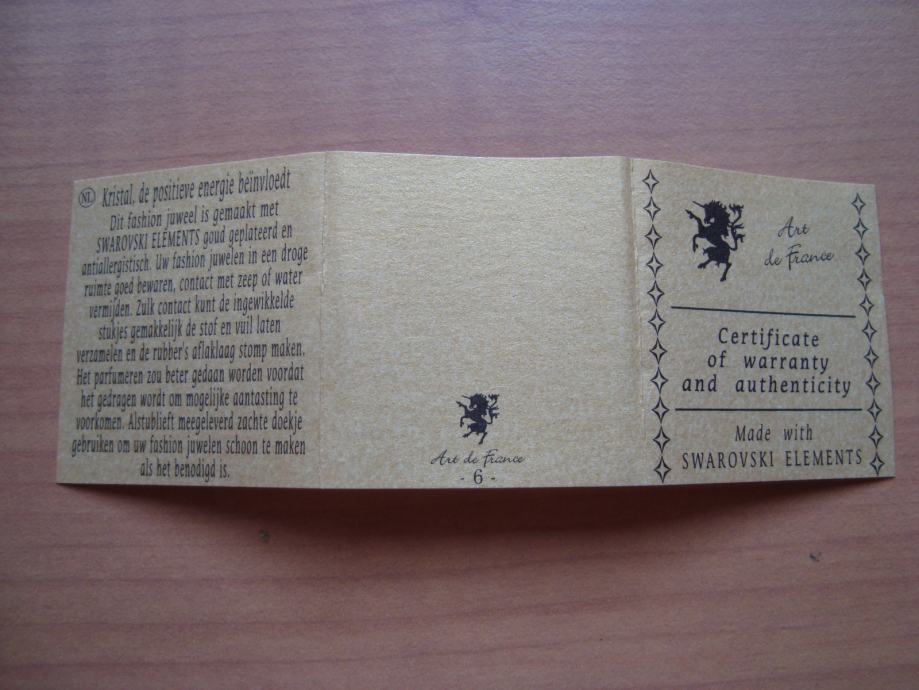 NL Kristal, de positieve energie beïnvloedt
Dit fashion juweel is gemaakt met
SWAROVSKI ELEMENTS goud geplateerd en
antiallergistisch. Uw fashion juwelen in een droge
ruimte goed bewaren, contact met zeep of water
vermijden. Zulk contact kunt de ingewikkelde
stukjes gemakkelijk de stof en vuil laten
verzamelen en de rubber's aflaklaag stomp maken.
Het parfumeren zou beter gedaan worden voordat
het gedragen wordt om mogelijke aantasting te
voorkomen. Alstublieft meegeleverd zachte doekje
gebruiken om uw fashion juwelen schoon te maken
als het benodigd is.
Art de France
- 6 -
Art
de France
Certificate
of warranty
and authenticity
Made with
SWAROVSKI ELEMENTS